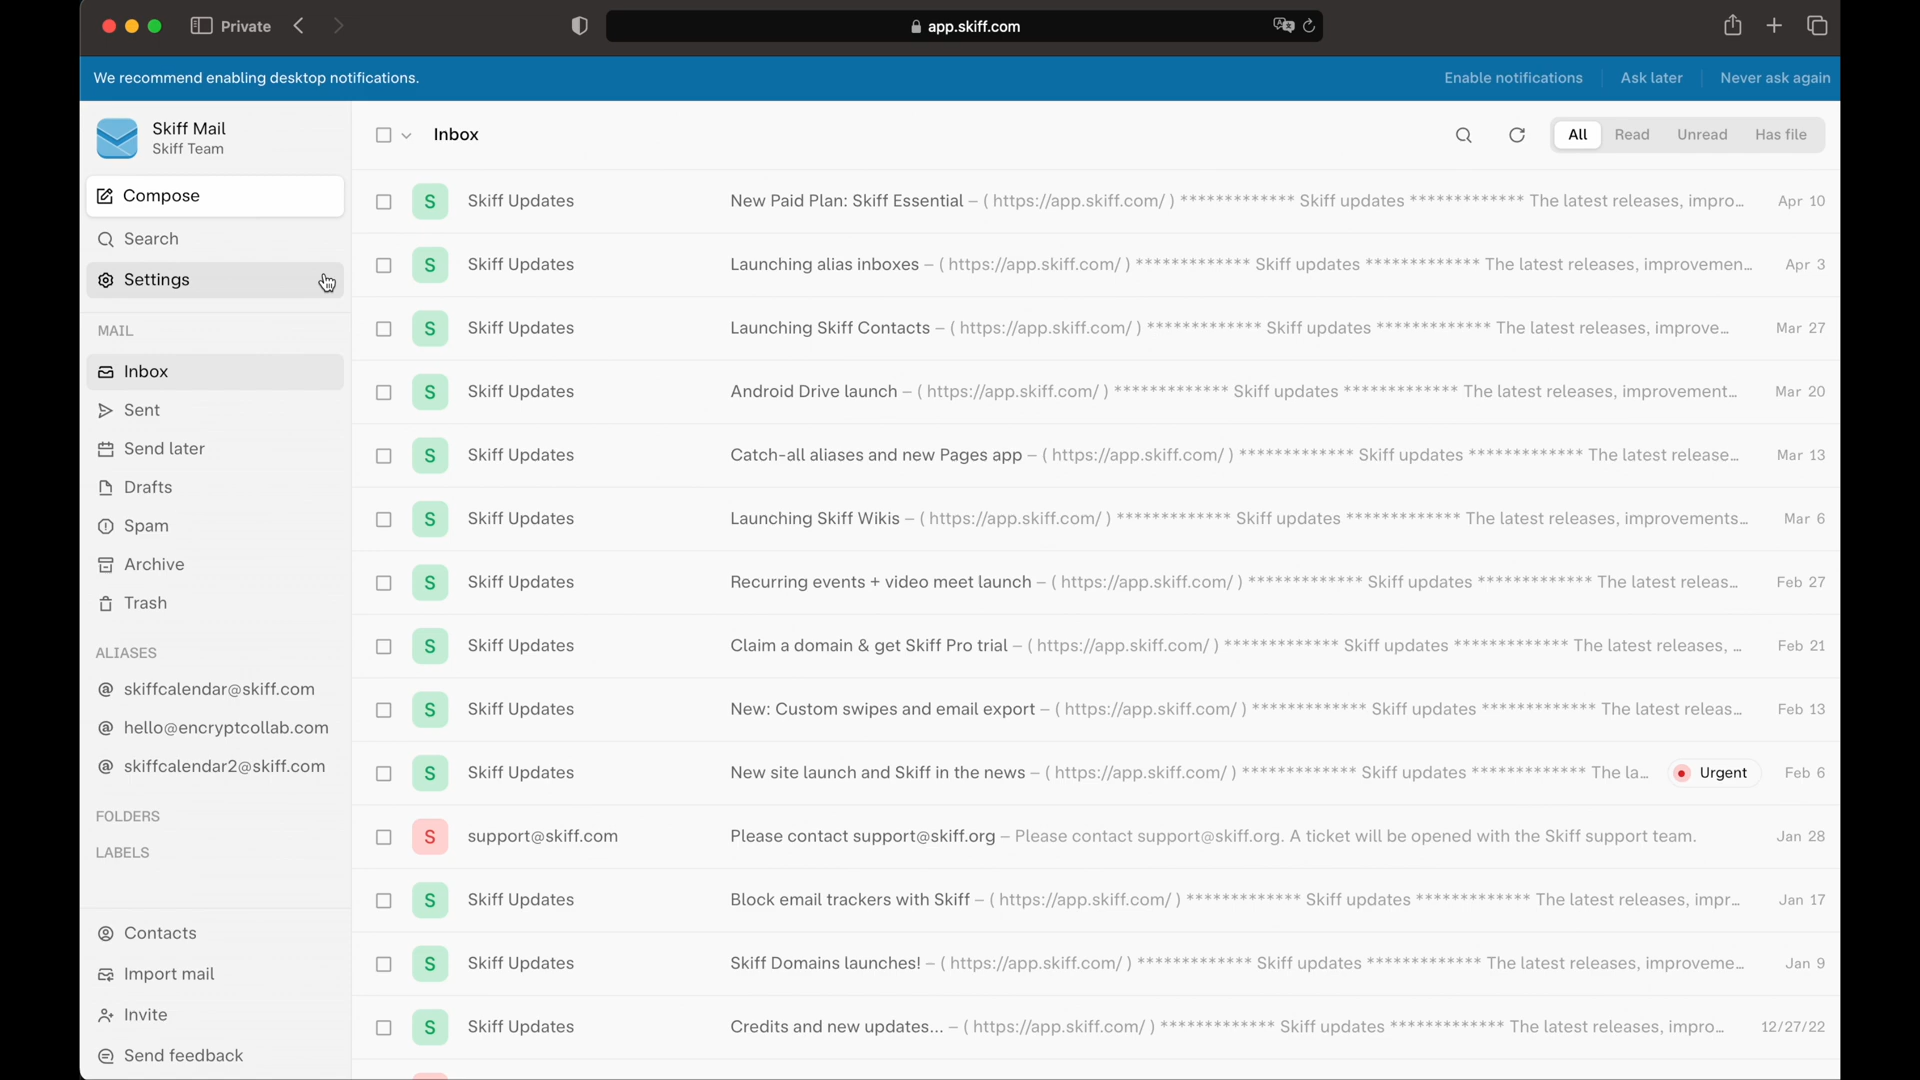 Private
app.skiff.com
We recommend enabling desktop notifications.
Enable notifications
Ask later
Never ask again
Skiff Mail
Skiff Team
Compose
Search
Settings
MAIL
Inbox
Sent
Send later
Drafts
Spam
Archive
Trash
ALIASES
@ skiffcalendar@skiff.com
@ hello@encryptcollab.com
@ skiffcalendar2@skiff.com
FOLDERS
LABELS
Contacts
Import mail
Invite
Send feedback
Inbox
All Read Unread Has file
S Skiff Updates New Paid Plan: Skiff Essential – ( https://app.skiff.com/ ) ************* Skiff updates ************* The latest releases, impro... Apr 10
S Skiff Updates Launching alias inboxes – ( https://app.skiff.com/ ) ************* Skiff updates ************* The latest releases, improvemen... Apr 3
S Skiff Updates Launching Skiff Contacts – ( https://app.skiff.com/ ) ************* Skiff updates ************* The latest releases, improve... Mar 27
S Skiff Updates Android Drive launch – ( https://app.skiff.com/ ) ************* Skiff updates ************* The latest releases, improvement... Mar 20
S Skiff Updates Catch-all aliases and new Pages app – ( https://app.skiff.com/ ) ************* Skiff updates ************* The latest release... Mar 13
S Skiff Updates Launching Skiff Wikis – ( https://app.skiff.com/ ) ************* Skiff updates ************* The latest releases, improvements... Mar 6
S Skiff Updates Recurring events + video meet launch – ( https://app.skiff.com/ ) ************* Skiff updates ************* The latest releas... Feb 27
S Skiff Updates Claim a domain & get Skiff Pro trial – ( https://app.skiff.com/ ) ************* Skiff updates ************* The latest releases, ... Feb 21
S Skiff Updates New: Custom swipes and email export – ( https://app.skiff.com/ ) ************* Skiff updates ************* The latest releas... Feb 13
S Skiff Updates New site launch and Skiff in the news – ( https://app.skiff.com/ ) ************* Skiff updates ************* The la... Urgent Feb 6
S support@skiff.com Please contact support@skiff.org – Please contact support@skiff.org. A ticket will be opened with the Skiff support team. Jan 28
S Skiff Updates Block email trackers with Skiff – ( https://app.skiff.com/ ) ************* Skiff updates ************* The latest releases, impr... Jan 17
S Skiff Updates Skiff Domains launches! – ( https://app.skiff.com/ ) ************* Skiff updates ************* The latest releases, improveme... Jan 9
S Skiff Updates Credits and new updates... – ( https://app.skiff.com/ ) ************* Skiff updates ************* The latest releases, impro... 12/27/22